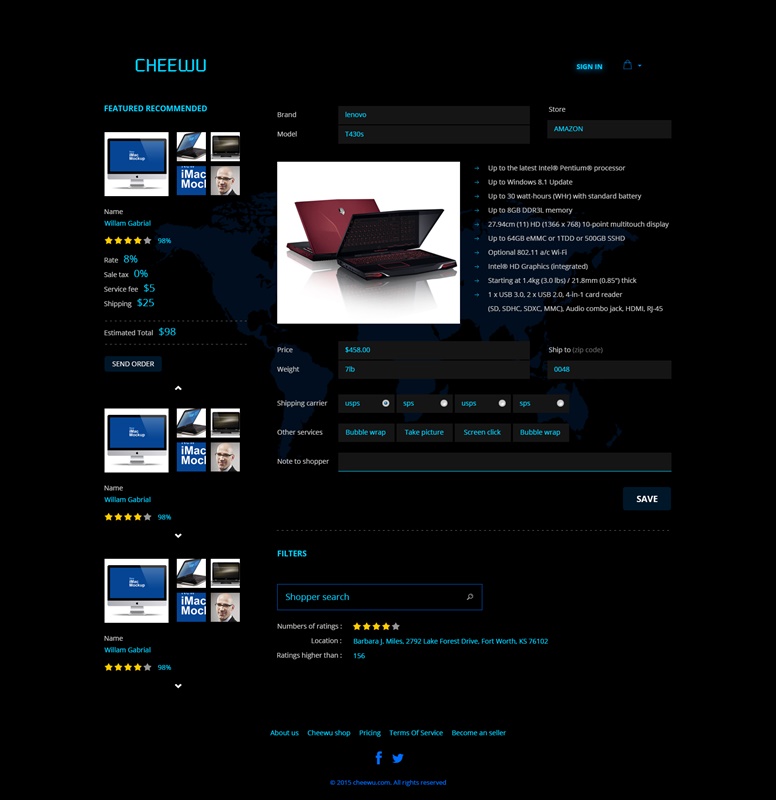 CHEEWU
SIGN IN
FEATURED RECOMMENDED
iMac Mockup
iMac
Mocl
Name
Willam Gabrial
98%
Rate 8%
Sale tax 0%
Service fee $5
Shipping $25
Estimated Total $98
SEND ORDER
iMac Mockup
iMac
Mocl
Name
Willam Gabrial
98%
iMac Mockup
iMac
Mocl
Name
Willam Gabrial
98%
Brand lenovo
Store
Model T430s
AMAZON
Up to the latest Intel® Pentium® processor
Up to Windows 8.1 Update
Up to 30 watt-hours (WHr) with standard battery
Up to 8GB DDR3L memory
27.94cm (11) HD (1366 x 768) 10-point multitouch display
Up to 64GB eMMC or 1TDD or 500GB SSHD
Optional 802.11 a/c Wi-Fi
Intel® HD Graphics (integrated)
Starting at 1.4kg (3.0 lbs) / 21.8mm (0.85") thick
1 x USB 3.0, 2 x USB 2.0, 4-in-1 card reader
(SD, SDHC, SDXC, MMC), Audio combo jack, HDMI, RJ-45
Price $458.00 Ship to (zip code)
Weight 7lb 0048
Shipping carrier usps sps usps sps
Other services Bubble wrap Take picture Screen click Bubble wrap
Note to shopper
SAVE
FILTERS
Shopper search
Numbers of ratings :
Location : Barbara J. Miles, 2792 Lake Forest Drive, Fort Worth, KS 76102
Ratings higher than : 156
About us Cheewu shop Pricing Terms Of Service Become an seller
© 2015 cheewu.com. All rights reserved